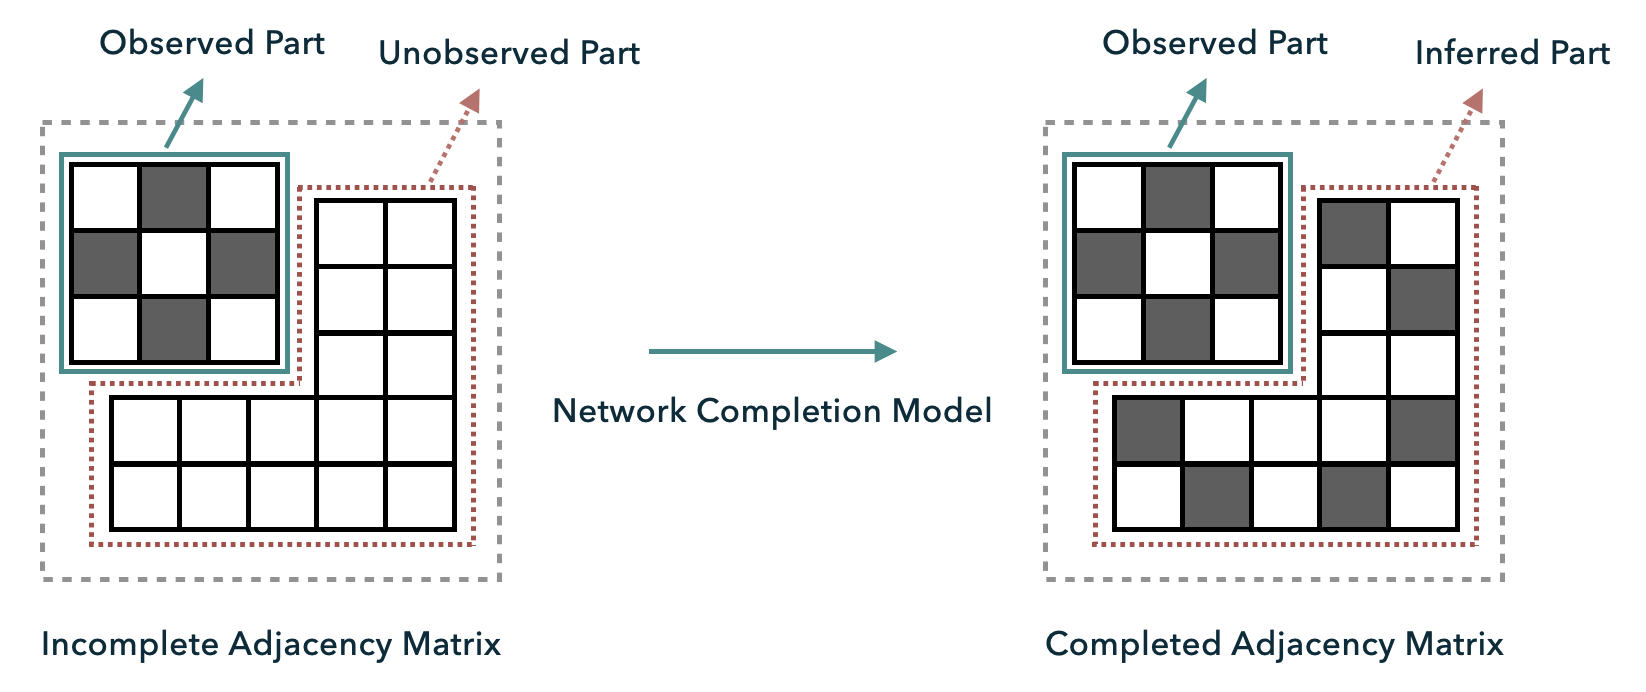 Observed Part
Unobserved Part
Observed Part
Inferred Part
Network Completion Model
Incomplete Adjacency Matrix
Completed Adjacency Matrix